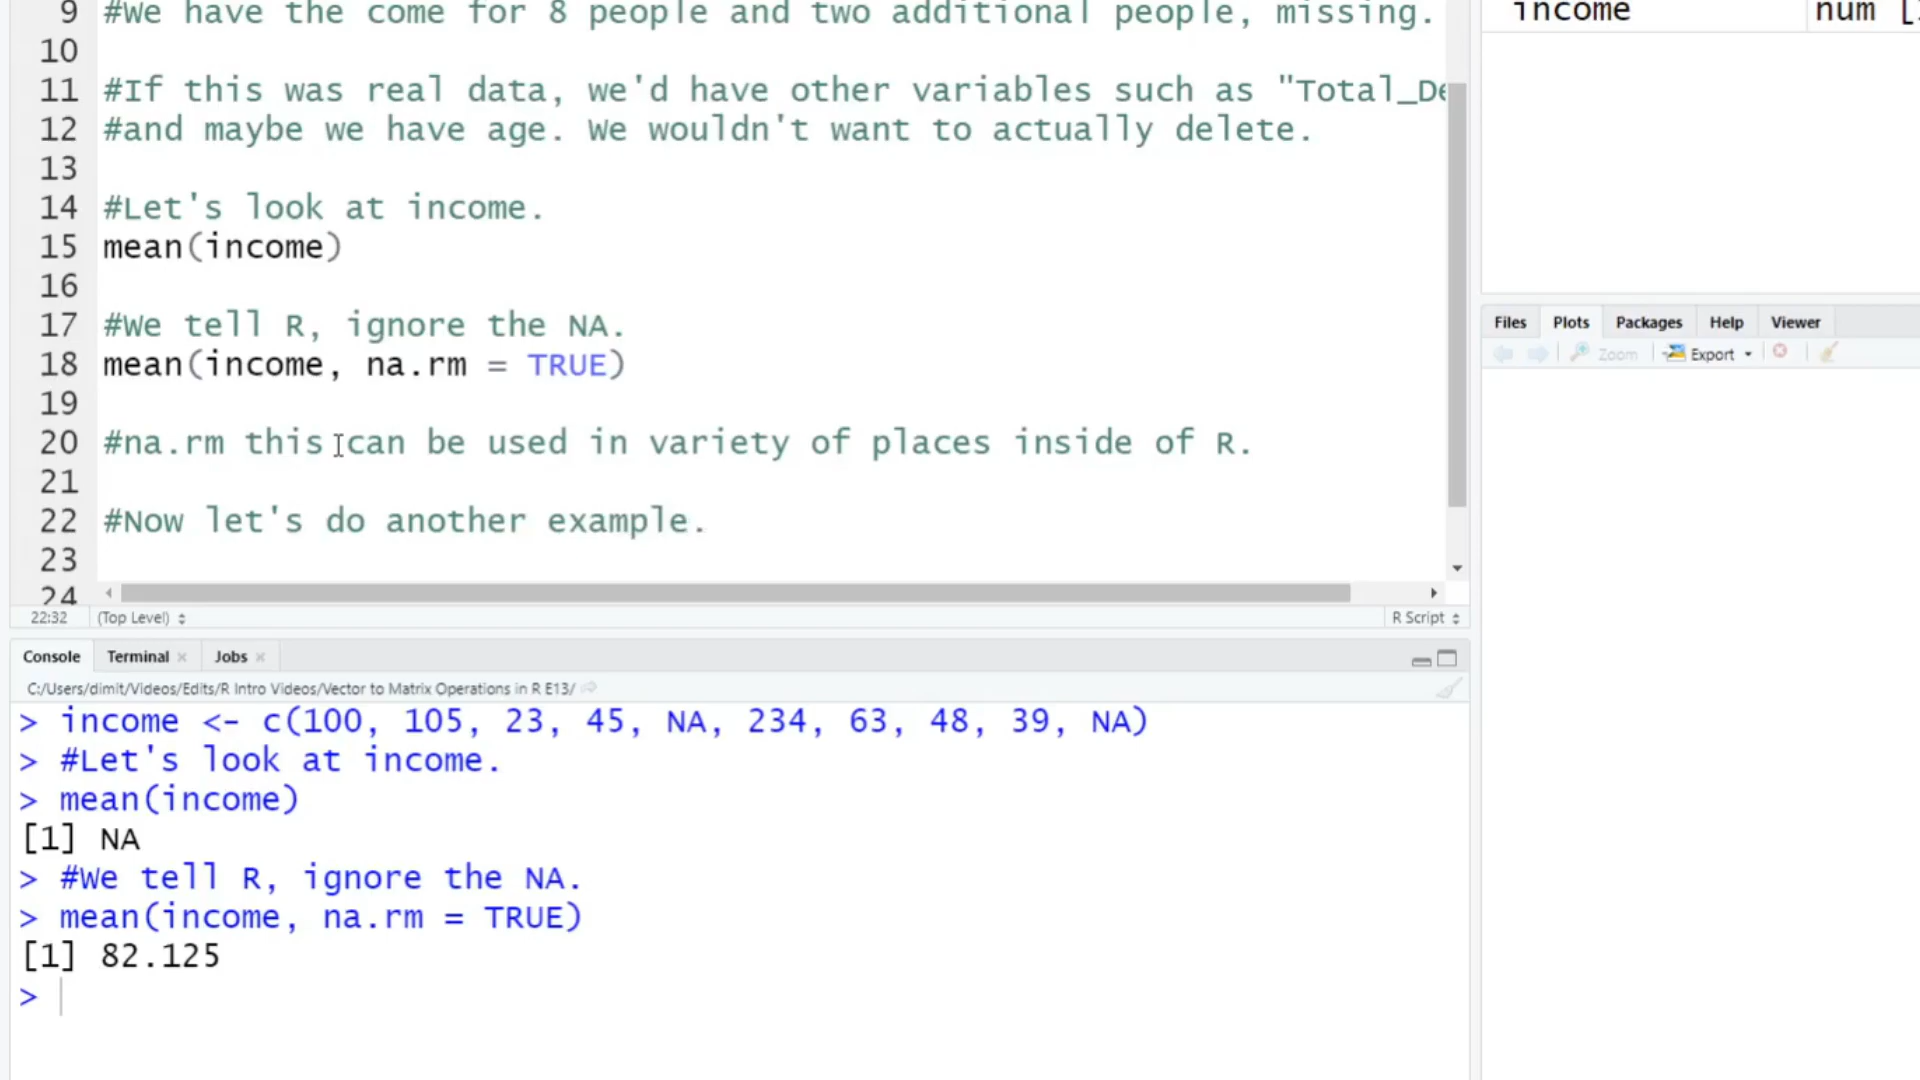 9 #We have the come for 8 people and two additional people, missing.
10
11 #If this was real data, we'd have other variables such as "Total_De
12 #and maybe we have age. We wouldn't want to actually delete.
13
14 #Let's look at income.
15 mean(income)
16
17 #We tell R, ignore the NA.
18 mean(income, na.rm = TRUE)
19
20 #na.rm this can be used in variety of places inside of R.
21
22 #Now let's do another example.
23
24
22:32 (Top Level) R Script
income num [
Files Plots Packages Help Viewer
Zoom Export
Console Terminal Jobs
C:/Users/dimit/Videos/Edits/R Intro Videos/Vector to Matrix Operations in R E13/
> income <- c(100, 105, 23, 45, NA, 234, 63, 48, 39, NA)
> #Let's look at income.
> mean(income)
[1] NA
> #We tell R, ignore the NA.
> mean(income, na.rm = TRUE)
[1] 82.125
>